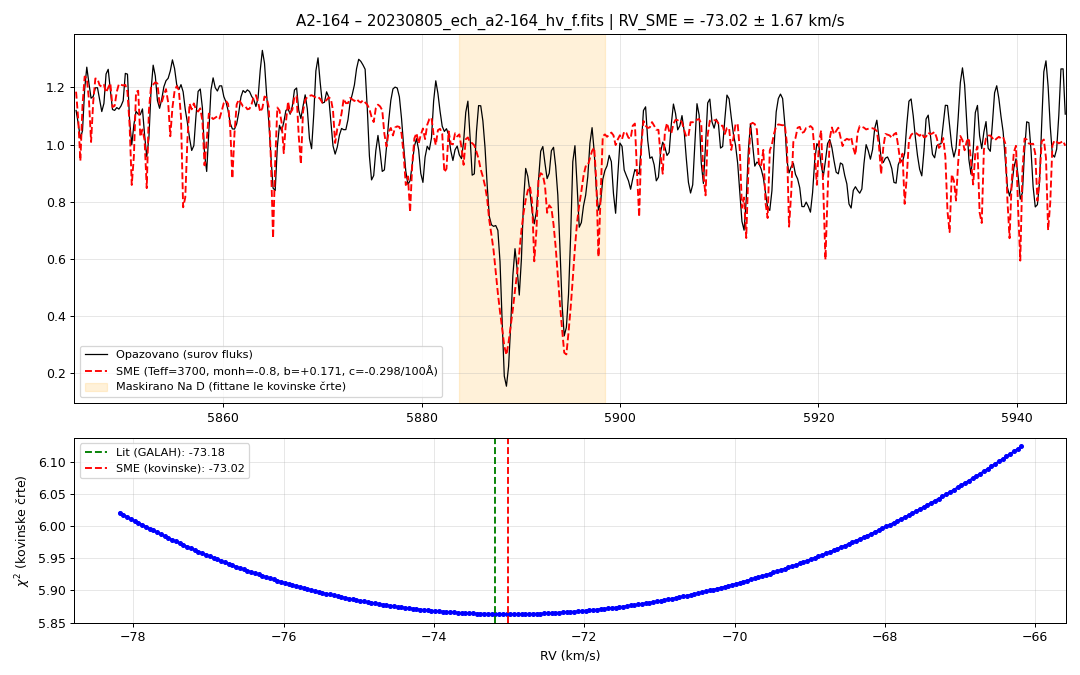 A2-164 – 20230805_ech_a2-164_hv_f.fits | RV_SME = -73.02 ± 1.67 km/s
1.2
1.0
0.8
0.6
0.4
0.2
Opazovano (surov fluks)
SME (Teff=3700, monh=-0.8, b=+0.171, c=-0.298/100Å)
Maskirano Na D (fittane le kovinske črte)
5860 5880 5900 5920 5940
χ² (kovinske črte)
6.10
6.05
6.00
5.95
5.90
5.85
Lit (GALAH): -73.18
SME (kovinske): -73.02
−78 −76 −74 −72 −70 −68 −66
RV (km/s)